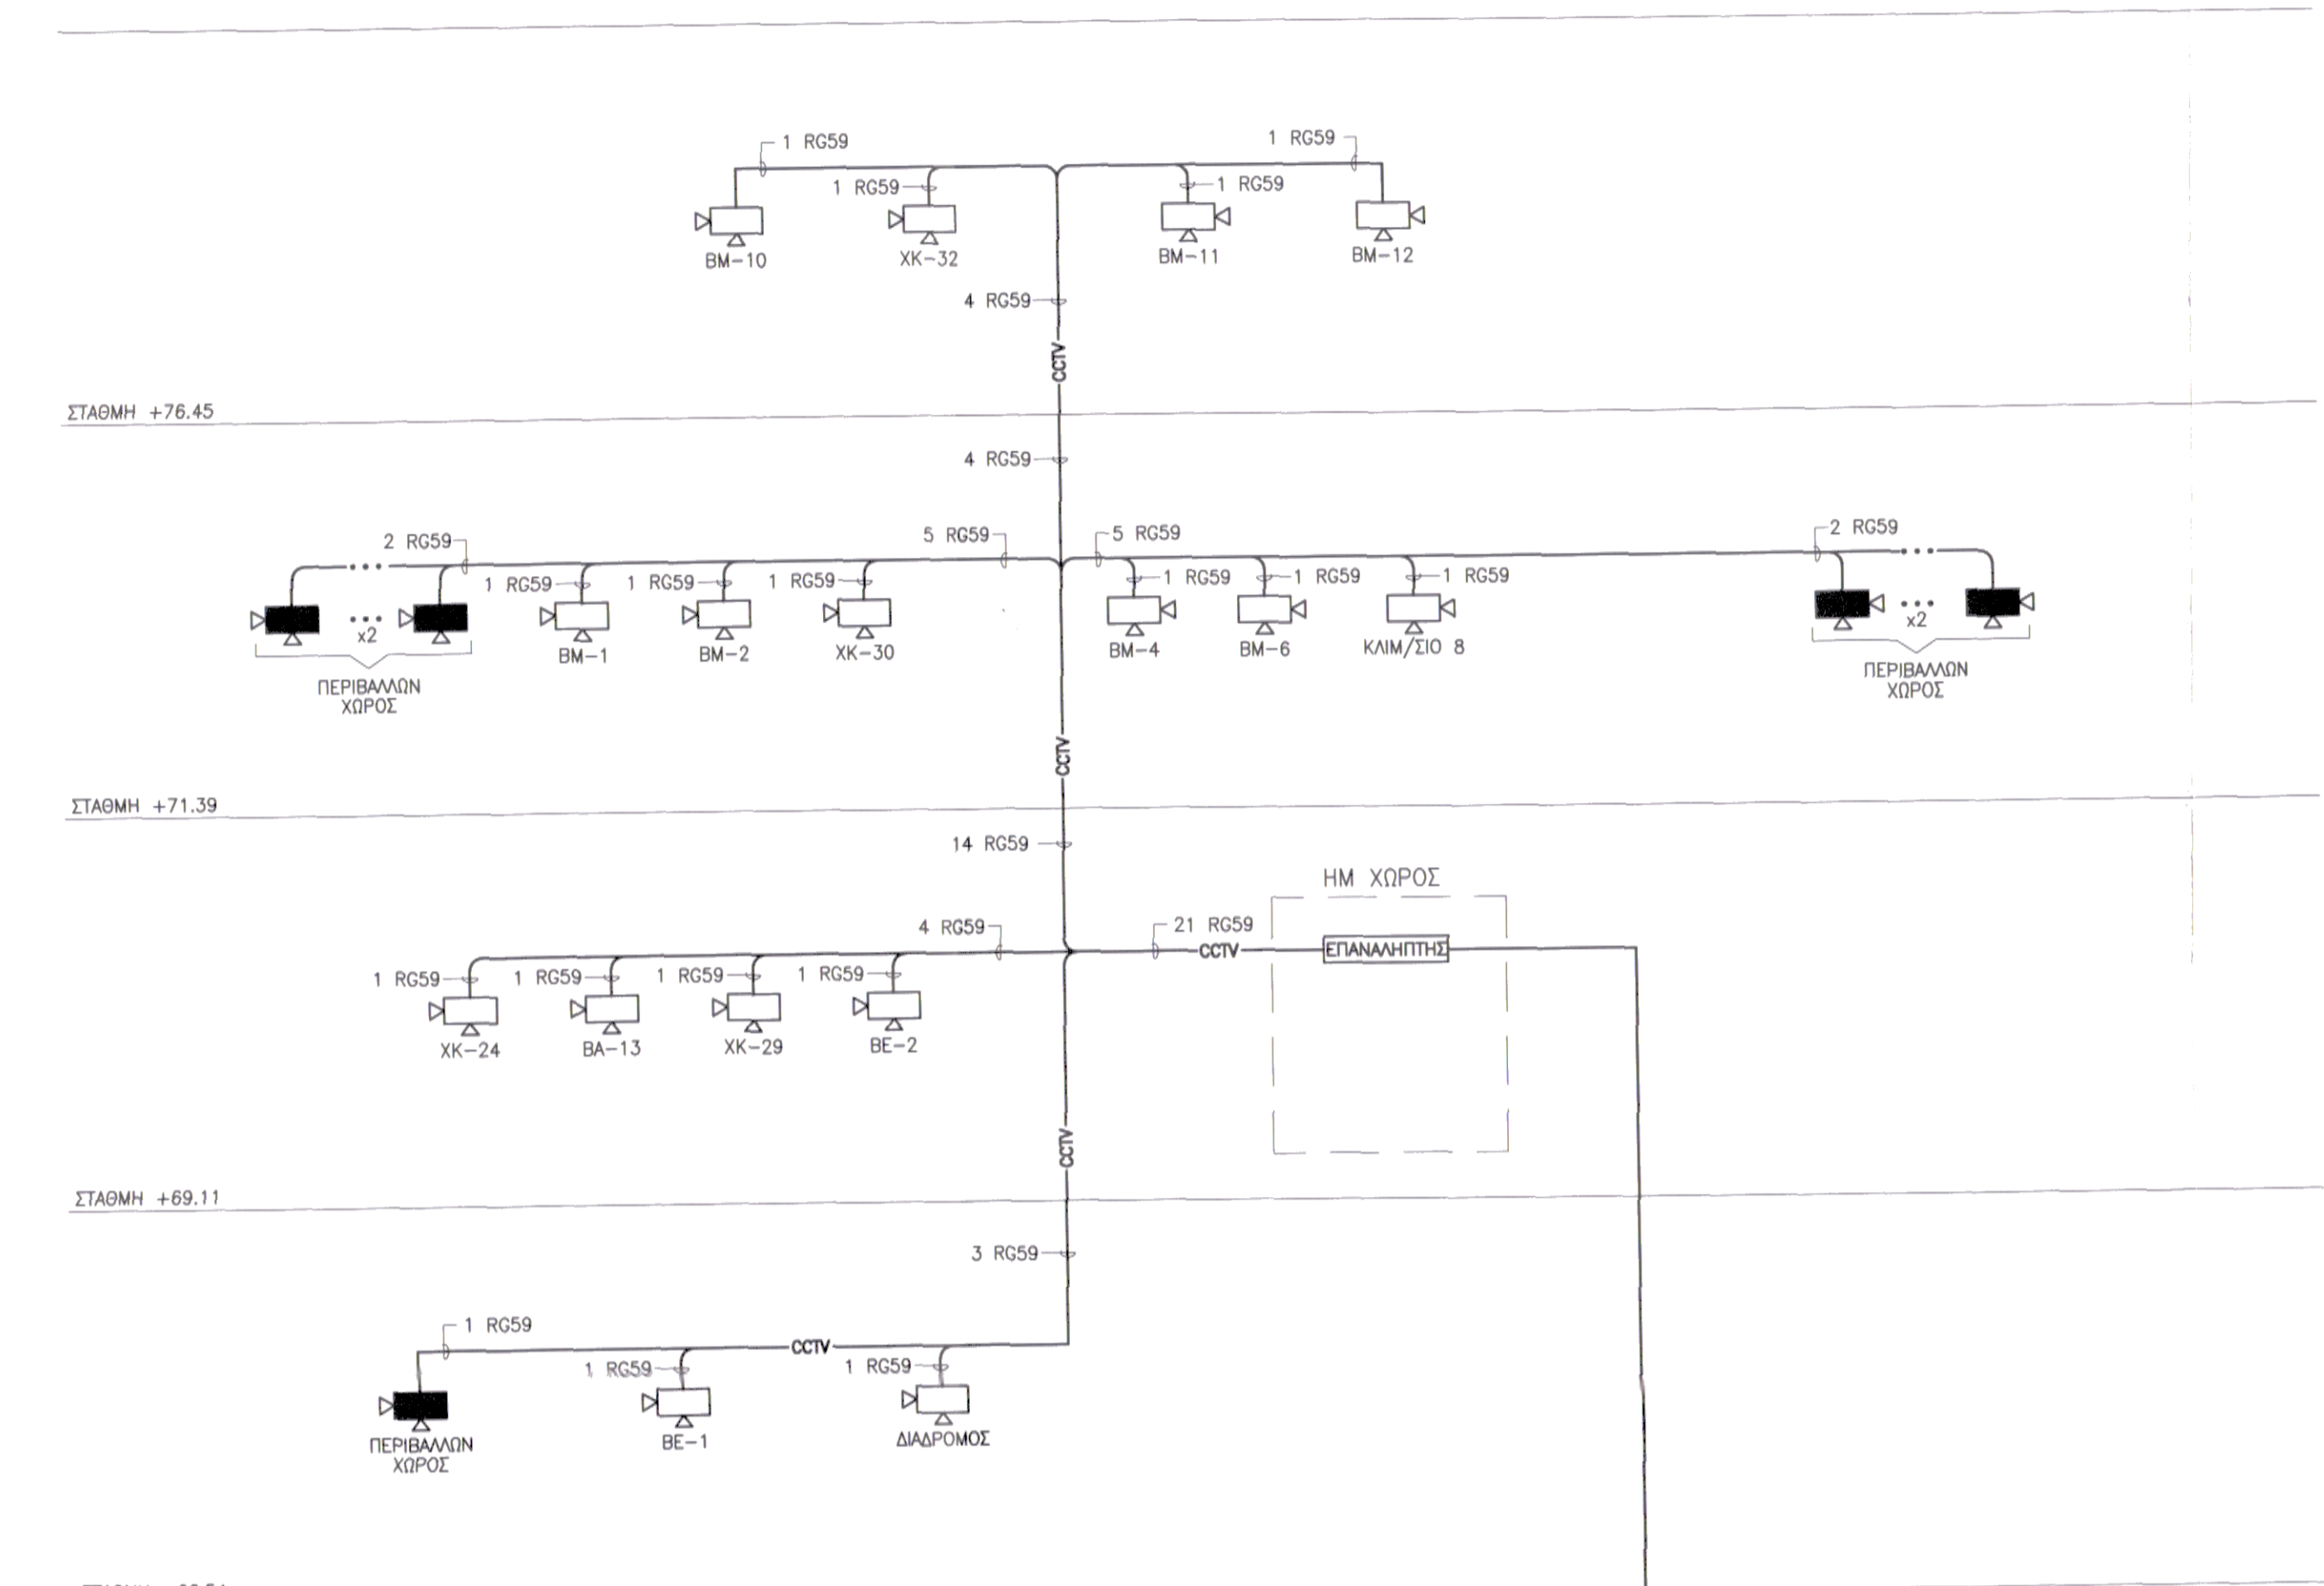 1 RG59
1 RG59
1 RG59
1 RG59
BM-10
XK-32
BM-11
BM-12
4 RG59
CCTV
ΣΤΑΘΜΗ +76.45
4 RG59
2 RG59
5 RG59
5 RG59
2 RG59
1 RG59
1 RG59
1 RG59
1 RG59
1 RG59
1 RG59
x2
x2
BM-1
BM-2
XK-30
BM-4
BM-6
ΚΛΙΜ/ΣΙΟ 8
ΠΕΡΙΒΑΛΛΩΝ
ΧΩΡΟΣ
ΠΕΡΙΒΑΛΛΩΝ
ΧΩΡΟΣ
CCTV
ΣΤΑΘΜΗ +71.39
14 RG59
ΗΜ ΧΩΡΟΣ
4 RG59
21 RG59
CCTV
ΕΠΑΝΑΛΗΠΤΗΣ
1 RG59
1 RG59
1 RG59
1 RG59
XK-24
BA-13
XK-29
BE-2
CCTV
ΣΤΑΘΜΗ +69.11
3 RG59
1 RG59
CCTV
1 RG59
1 RG59
ΠΕΡΙΒΑΛΛΩΝ
ΧΩΡΟΣ
BE-1
ΔΙΑΔΡΟΜΟΣ